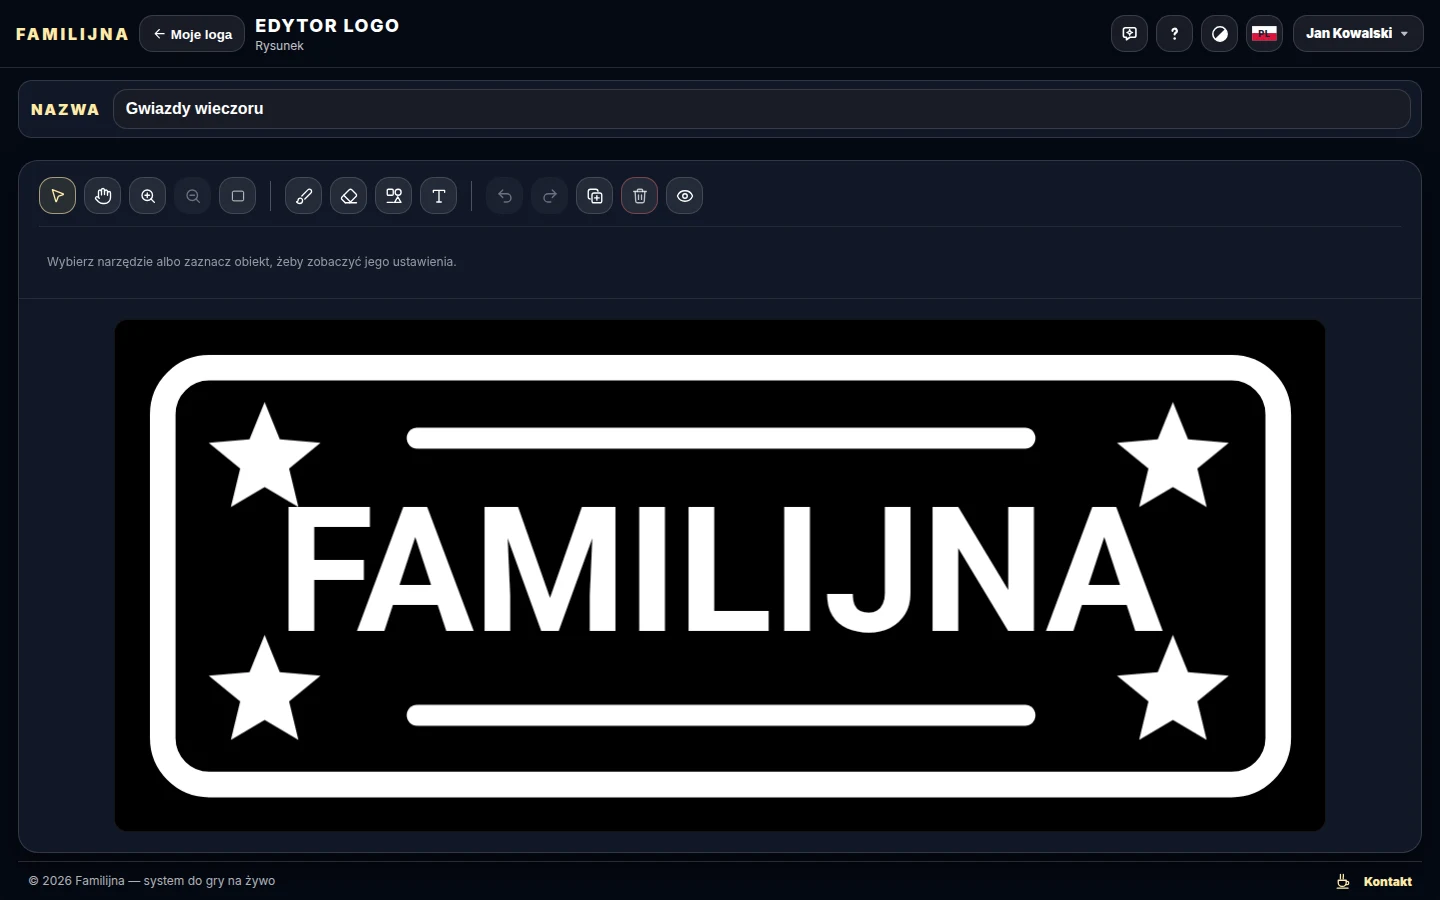 FAMILIJNA
← Moje loga
EDYTOR LOGO
Rysunek
?
PL
Jan Kowalski
NAZWA
Gwiazdy wieczoru
T
Wybierz narzędzie albo zaznacz obiekt, żeby zobaczyć jego ustawienia.
FAMILIJNA
© 2026 Familijna — system do gry na żywo
Kontakt